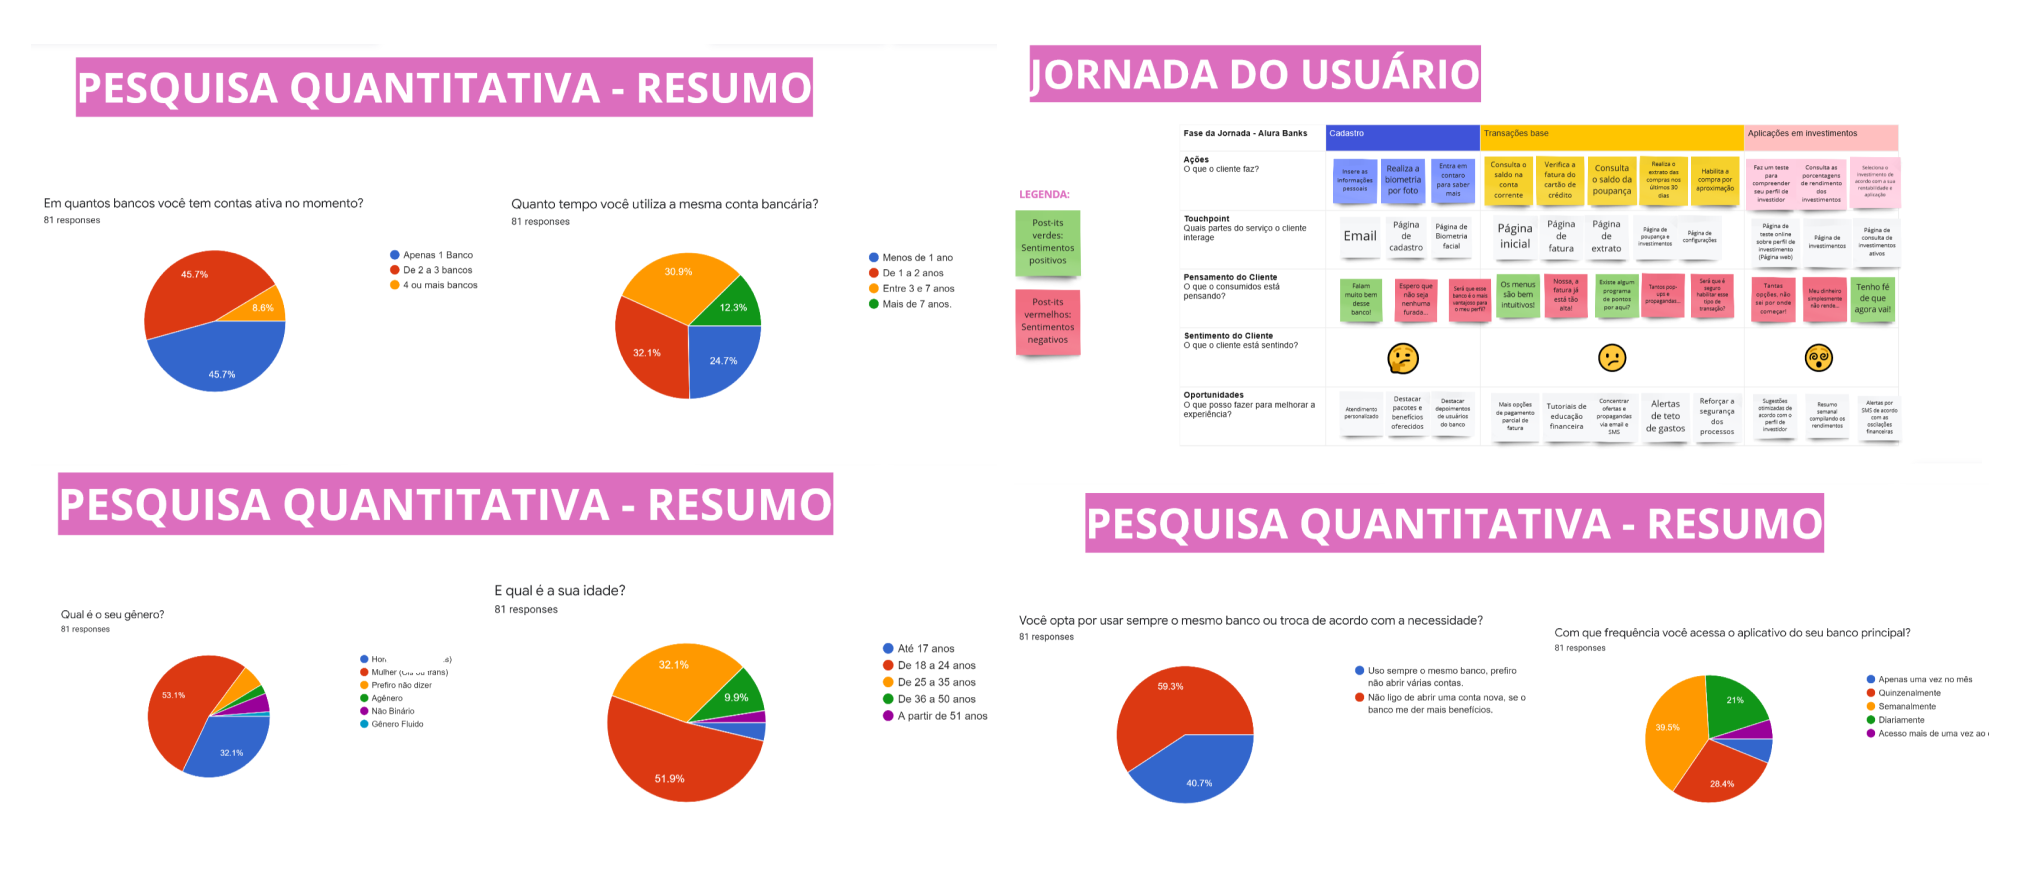 PESQUISA QUANTITATIVA - RESUMO
Em quantos bancos você tem contas ativa no momento?
81 responses
45.7%
8.6%
45.7%
Apenas 1 Banco
De 2 a 3 bancos
4 ou mais bancos
Quanto tempo você utiliza a mesma conta bancária?
81 responses
30.9%
12.3%
32.1%
24.7%
Menos de 1 ano
De 1 a 2 anos
Entre 3 e 7 anos
Mais de 7 anos.
JORNADA DO USUÁRIO
LEGENDA:
Post-its
verdes:
Sentimentos
positivos
Post-its
vermelhos:
Sentimentos
negativos
Fase da Jornada - Alura Banks
Cadastro
Transações base
Aplicações em investimentos
Ações
O que o cliente faz?
Insere as
informações
pessoais
Realiza a
biometria
por foto
Entra em
contaro
para saber
mais
Consulta o
saldo na
conta
corrente
Verifica a
fatura do
cartão de
crédito
Consulta
o saldo da
poupança
Realiza o
extrato das
compras nos
últimos 30
dias
Habilita a
compra por
aproximação
Faz um teste
para
compreender
seu perfil de
investidor
Consulta as
porcentagens
de rendimento
dos
investimentos
Seleciona o
investimento de
acordo com a sua
rentabilidade e
aplicação
Touchpoint
Quais partes do serviço o cliente
interage
Email
Página
de
cadastro
Página de
Biometria
facial
Página
inicial
Página
de
fatura
Página
de
extrato
Página de
poupança e
investimentos
Página de
configurações
Página de
teste online
sobre perfil de
investimento
(Página web)
Página de
investimentos
Página de
consulta de
investimentos
ativos
Pensamento do Cliente
O que o consumidos está
pensando?
Falam
muito bem
desse
banco!
Espero que
não seja
nenhuma
furada...
Será que esse
banco é o mais
vantajoso para
o meu perfil?
Os menus
são bem
intuitivos!
Nossa, a
fatura já
está tão
alta!
Existe algum
programa
de pontos
por aqui?
Tantos pop-
ups e
propagandas...
Será que é
seguro
habilitar esse
tipo de
transação?
Tantas
opções, não
sei por onde
começar!
Meu dinheiro
simplesmente
não rende...
Tenho fé
de que
agora vai!
Sentimento do Cliente
O que o cliente está sentindo?
Oportunidades
O que posso fazer para melhorar a
experiência?
Atendimento
personalizado
Destacar
pacotes e
benefícios
oferecidos
Destacar
depoimentos
de usuários
do banco
Mais opções
de pagamento
parcial de
fatura
Tutoriais de
educação
financeira
Concentrar
ofertas e
propagandas
via email e
SMS
Alertas
de teto
de gastos
Reforçar a
segurança
dos
processos
Sugestões
otimizadas de
acordo com o
perfil de
investidor
Resumo
semanal
compilando os
rendimentos
Alertas por
SMS de acordo
com as
oscilações
financeiras
PESQUISA QUANTITATIVA - RESUMO
Qual é o seu gênero?
81 responses
53.1%
32.1%
Mulher
Prefiro não dizer
Agênero
Não Binário
Gênero Fluido
E qual é a sua idade?
81 responses
32.1%
9.9%
51.9%
Até 17 anos
De 18 a 24 anos
De 25 a 35 anos
De 36 a 50 anos
A partir de 51 anos
PESQUISA QUANTITATIVA - RESUMO
Você opta por usar sempre o mesmo banco ou troca de acordo com a necessidade?
81 responses
59.3%
40.7%
Uso sempre o mesmo banco, prefiro
não abrir várias contas.
Não ligo de abrir uma conta nova, se o
banco me der mais benefícios.
Com que frequência você acessa o aplicativo do seu banco principal?
81 responses
21%
39.5%
28.4%
Apenas uma vez no mês
Quinzenalmente
Semanalmente
Diariamente
Acesso mais de uma vez ao